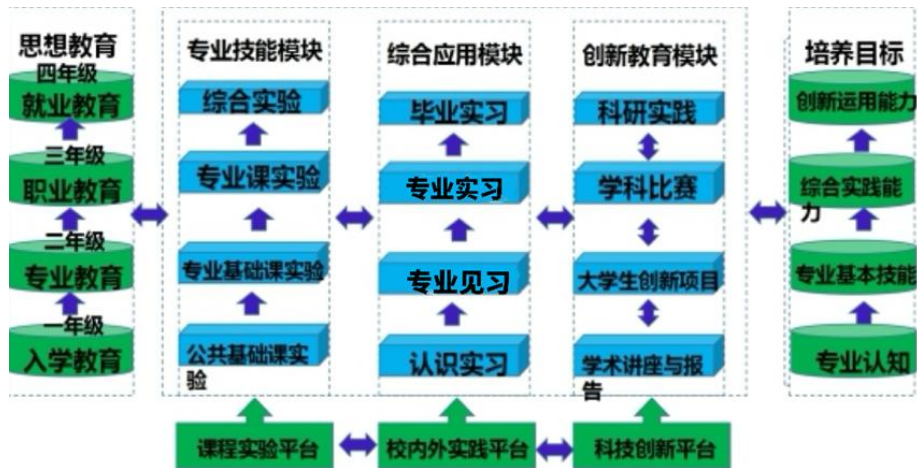 思想教育
四年级
就业教育
三年级
职业教育
二年级
专业教育
一年级
入学教育
专业技能模块
综合实验
专业课实验
专业基础课实验
公共基础课实
验
综合应用模块
毕业实习
专业实习
专业见习
认识实习
创新教育模块
科研实践
学科比赛
大学生创新项目
学术讲座与报
告
培养目标
创新运用能力
综合实践能
力
专业基本技能
专业认知
课程实验平台
校内外实践平台
科技创新平台